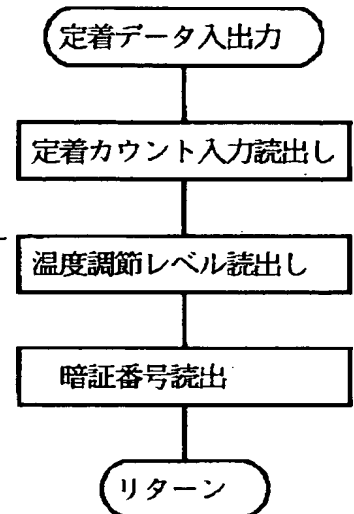 定着データ入出力
定着カウント入力読出し
温度調節レベル読出し
暗証番号読出
リターン